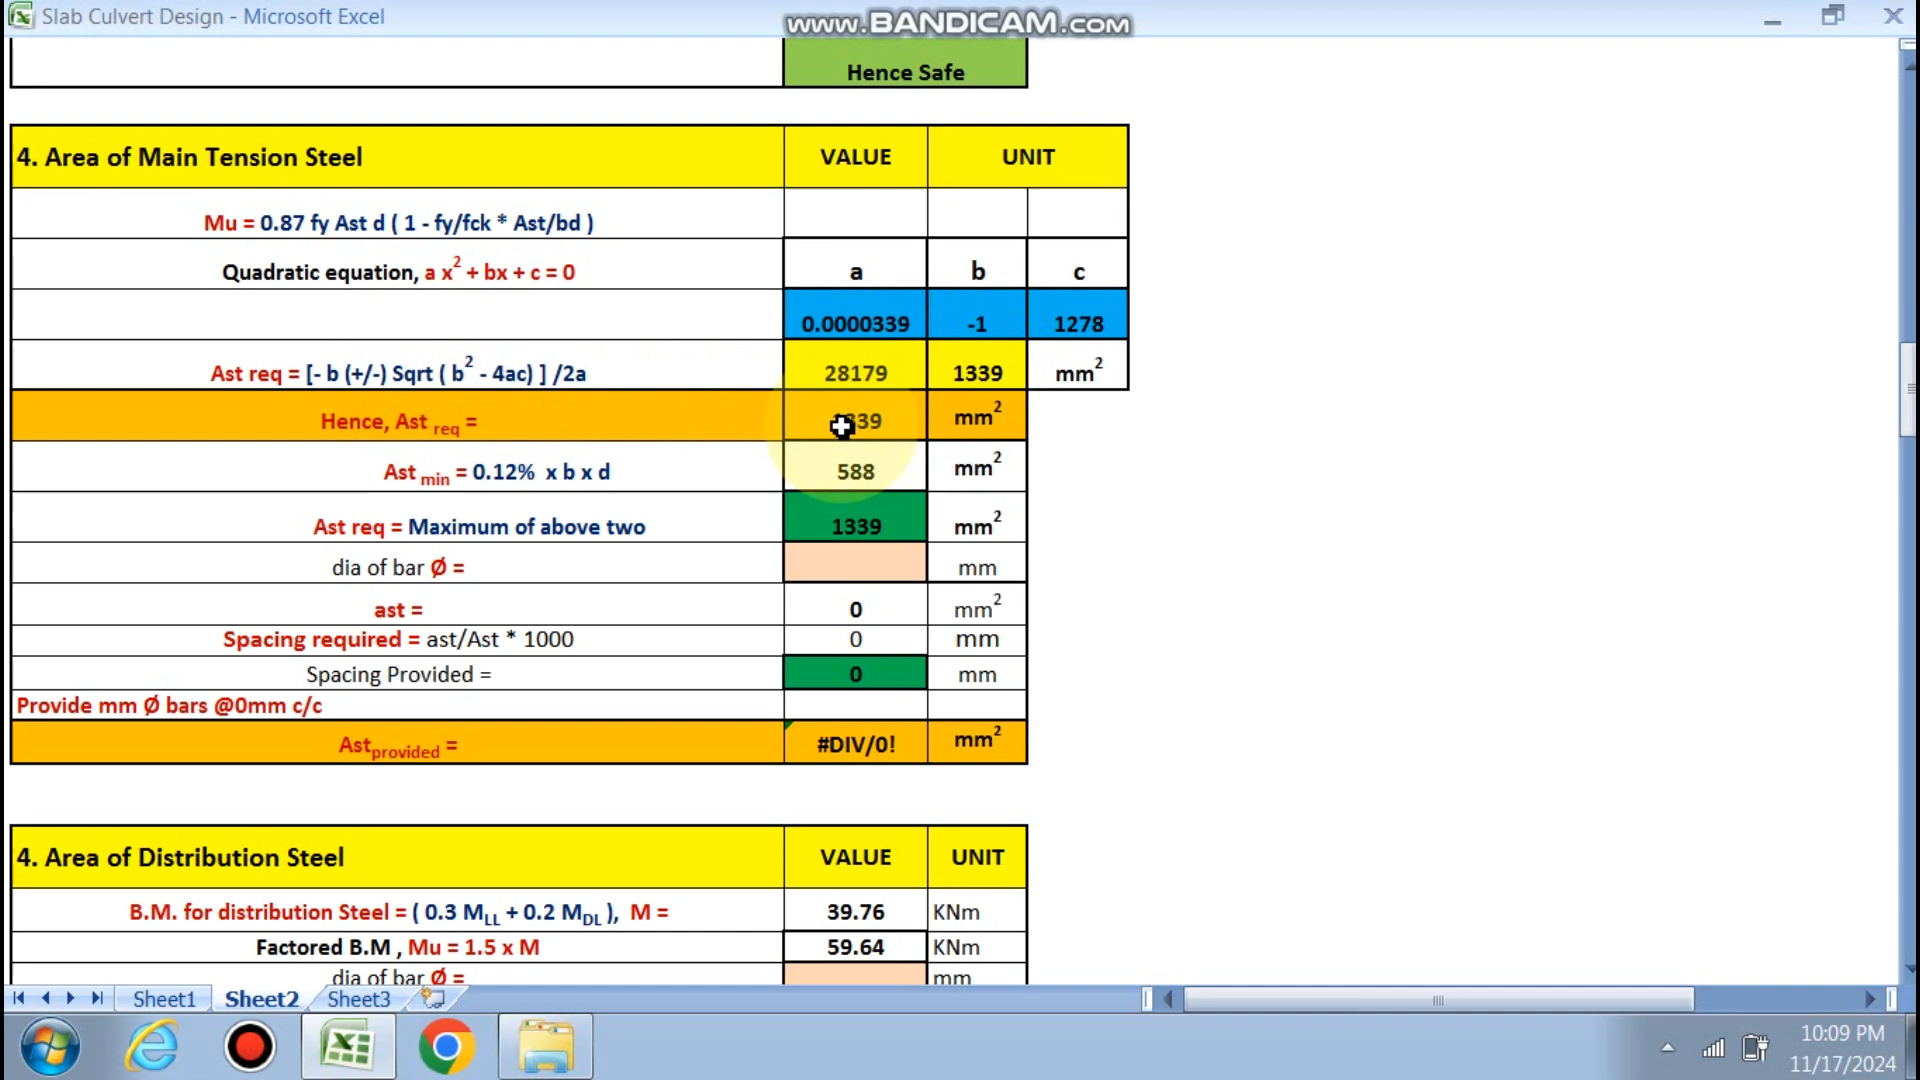 Slab Culvert Design - Microsoft Excel
www.BANDICAM.com
Hence Safe
4. Area of Main Tension Steel VALUE UNIT
Mu = 0.87 fy Ast d ( 1 - fy/fck * Ast/bd )
Quadratic equation, a x2 + bx + c = 0 a b c
0.0000339 -1 1278
Ast req = [- b (+/-) Sqrt ( b2 - 4ac) ] /2a 28179 1339 mm2
Hence, Ast req = 1339 mm2
Ast min = 0.12% x b x d 588 mm2
Ast req = Maximum of above two 1339 mm2
dia of bar Ø = mm
ast = 0 mm2
Spacing required = ast/Ast * 1000 0 mm
Spacing Provided = 0 mm
Provide mm Ø bars @0mm c/c
Astprovided = #DIV/0! mm2
4. Area of Distribution Steel VALUE UNIT
B.M. for distribution Steel = ( 0.3 MLL + 0.2 MDL ), M = 39.76 KNm
Factored B.M , Mu = 1.5 x M 59.64 KNm
dia of bar Ø = mm
Sheet1 Sheet2 Sheet3
10:09 PM
11/17/2024